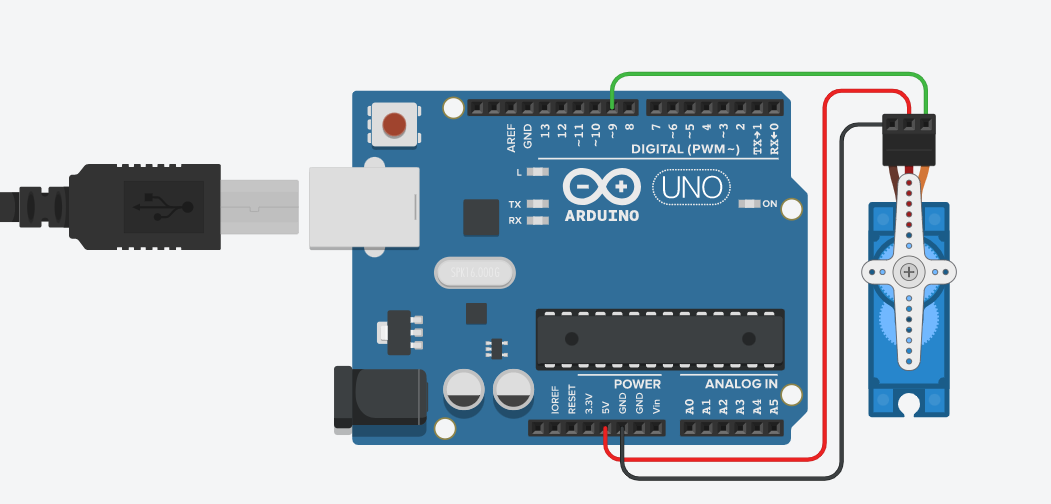 AREF
GND
13
12
~11
~10
~9
8
7
~6
~5
4
~3
2
TX→1
RX←0
DIGITAL (PWM~)
L
TX
RX
ARDUINO
UNO
ON
POWER
ANALOG IN
IOREF
RESET
3.3V
5V
GND
GND
Vin
A0
A1
A2
A3
A4
A5